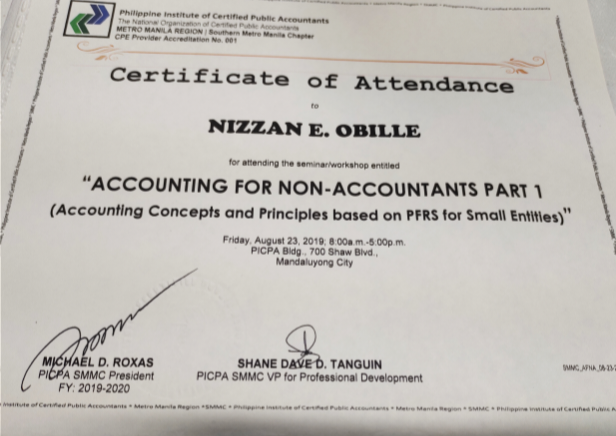 Philippine Institute of Certified Public Accountants
The National Organization of Certified Public Accountants
METRO MANILA REGION / Southern Metro Manila Chapter
CPE Provider Accreditation No. 001
Certificate of Attendance
to
NIZZAN E. OBILLE
for attending the seminar/workshop entitled
“ACCOUNTING FOR NON-ACCOUNTANTS PART 1
(Accounting Concepts and Principles based on PFRS for Small Entities)”
Friday, August 23, 2019; 8:00a.m.-5:00p.m.
PICPA Bldg., 700 Shaw Blvd.,
Mandaluyong City
MICHAEL D. ROXAS
PICPA SMMC President
FY: 2019-2020
SHANE DAVE D. TANGUIN
PICPA SMMC VP for Professional Development
SMMC_AFNA_08-23-
Institute of Certified Public Accountants * Metro Manila Region *SMMC * Philippine Institute of Certified Public Accountants * Metro Manila Region * SMMC * Philippine Institute of Certified Public